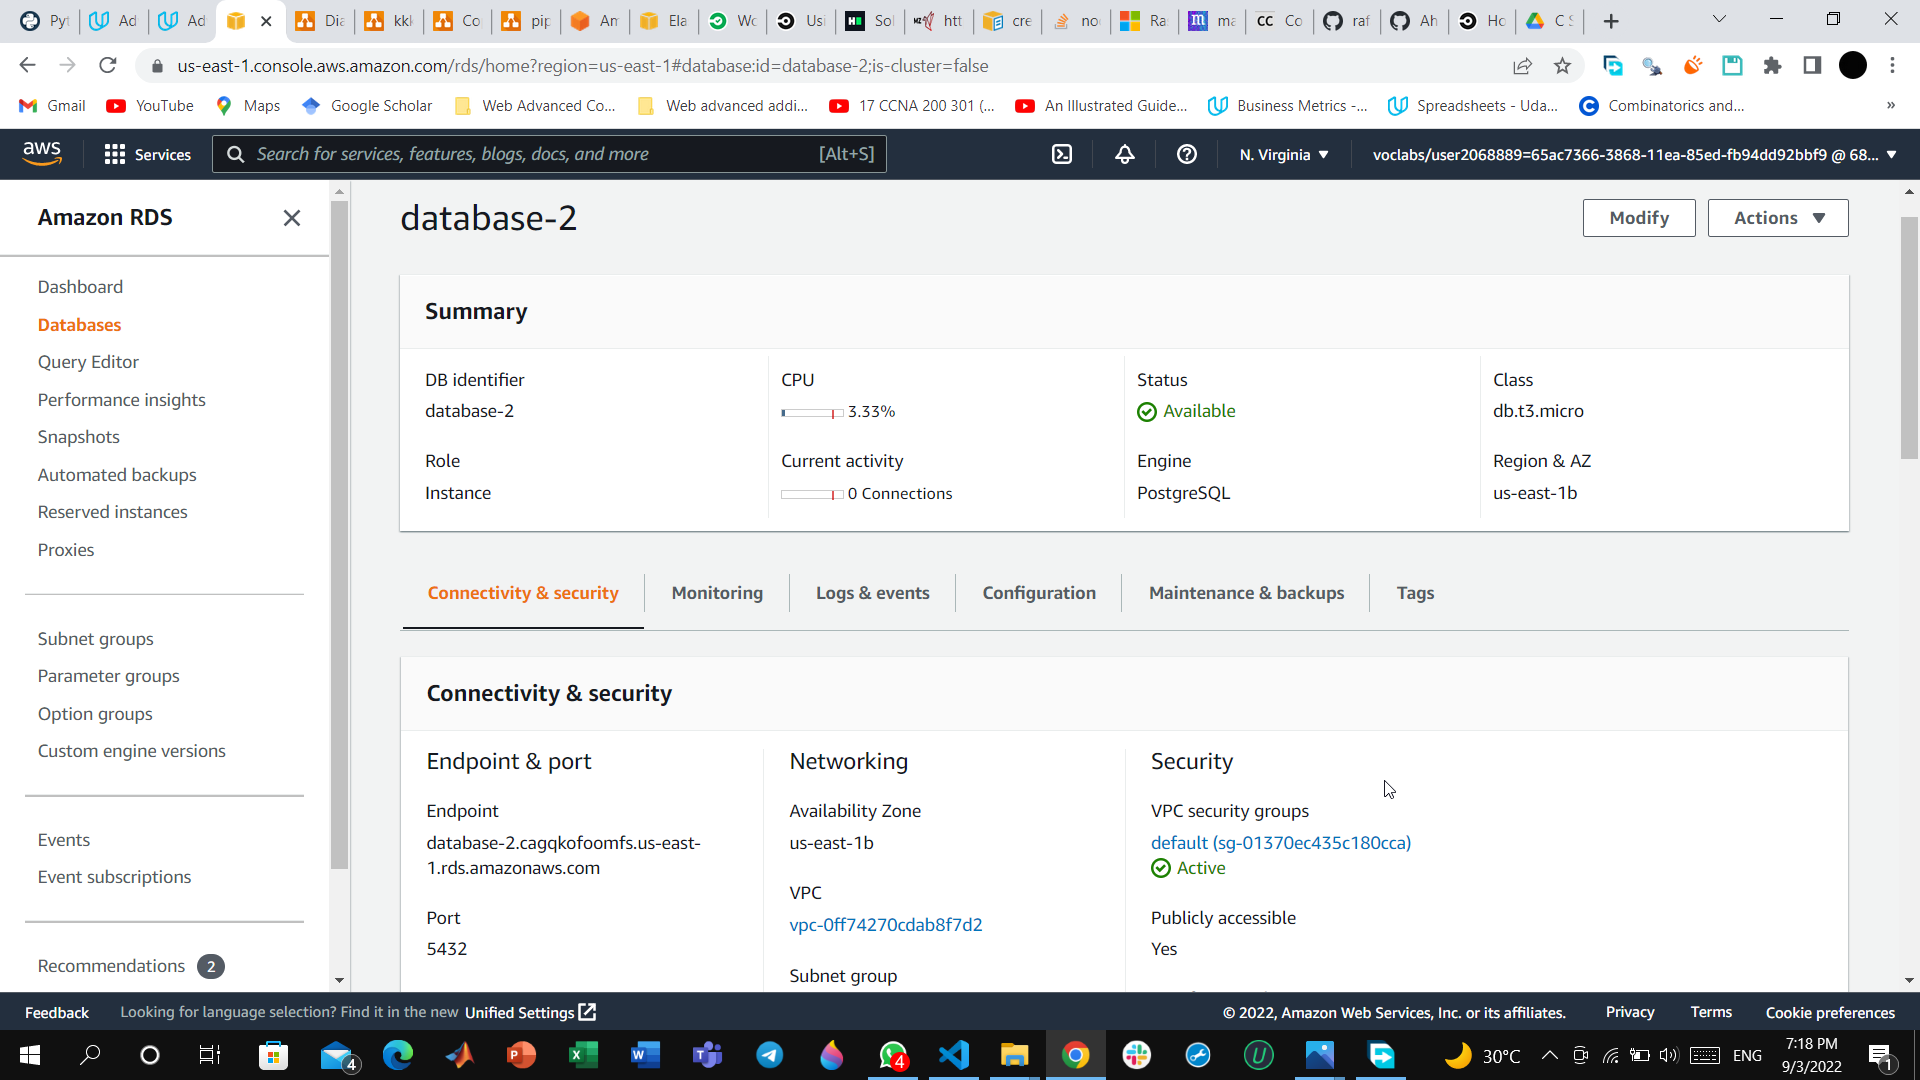 Pyt
Ad
Ad
Dia
kkk
Co
pip
Am
Ela
Wo
Usi
Sol
htt
cre
no
Ra
ma
CC Co
raf
Ah
Ho
C S
us-east-1.console.aws.amazon.com/rds/home?region=us-east-1#database:id=database-2;is-cluster=false
Gmail YouTube Maps Google Scholar Web Advanced Co... Web advanced addi... 17 CCNA 200 301 (... An Illustrated Guide... Business Metrics -... Spreadsheets - Uda... Combinatorics and... »
aws Services Search for services, features, blogs, docs, and more [Alt+S] N. Virginia voclabs/user2068889=65ac7366-3868-11ea-85ed-fb94dd92bbf9 @ 68...
Amazon RDS
Dashboard
Databases
Query Editor
Performance insights
Snapshots
Automated backups
Reserved instances
Proxies
Subnet groups
Parameter groups
Option groups
Custom engine versions
Events
Event subscriptions
Recommendations 2
database-2
Modify Actions
Summary
DB identifier
database-2
CPU
3.33%
Status
Available
Class
db.t3.micro
Role
Instance
Current activity
0 Connections
Engine
PostgreSQL
Region & AZ
us-east-1b
Connectivity & security Monitoring Logs & events Configuration Maintenance & backups Tags
Connectivity & security
Endpoint & port
Endpoint
database-2.cagqkofoomfs.us-east-
1.rds.amazonaws.com
Port
5432
Networking
Availability Zone
us-east-1b
VPC
vpc-0ff74270cdab8f7d2
Subnet group
Security
VPC security groups
default (sg-01370ec435c180cca)
Active
Publicly accessible
Yes
Feedback Looking for language selection? Find it in the new Unified Settings © 2022, Amazon Web Services, Inc. or its affiliates. Privacy Terms Cookie preferences
4
4
30°C
ENG
7:18 PM
9/3/2022
1